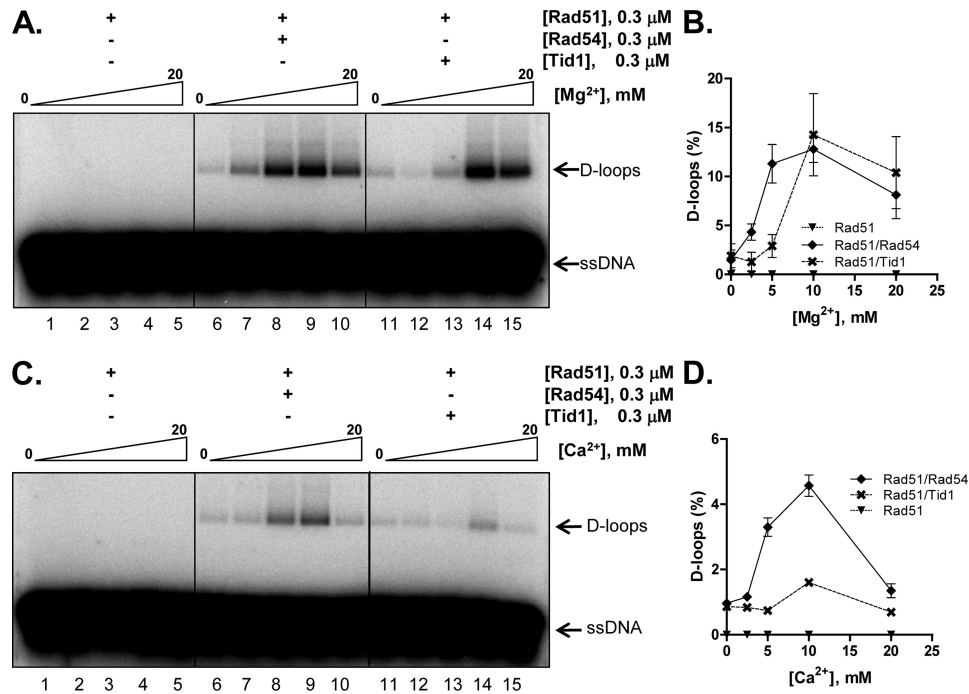 A.
+ + + [Rad51], 0.3 μM
- + - [Rad54], 0.3 μM
- - + [Tid1], 0.3 μM
0 20 0 20 0 20 [Mg2+], mM
D-loops
ssDNA
1 2 3 4 5 6 7 8 9 10 11 12 13 14 15
B.
D-loops (%)
20
15
10
5
0
Rad51
Rad51/Rad54
Rad51/Tid1
0 5 10 15 20 25
[Mg2+], mM
C.
+ + + [Rad51], 0.3 μM
- + - [Rad54], 0.3 μM
- - + [Tid1], 0.3 μM
0 20 0 20 0 20 [Ca2+], mM
D-loops
ssDNA
1 2 3 4 5 6 7 8 9 10 11 12 13 14 15
D.
D-loops (%)
6
4
2
0
Rad51/Rad54
Rad51/Tid1
Rad51
0 5 10 15 20 25
[Ca2+], mM